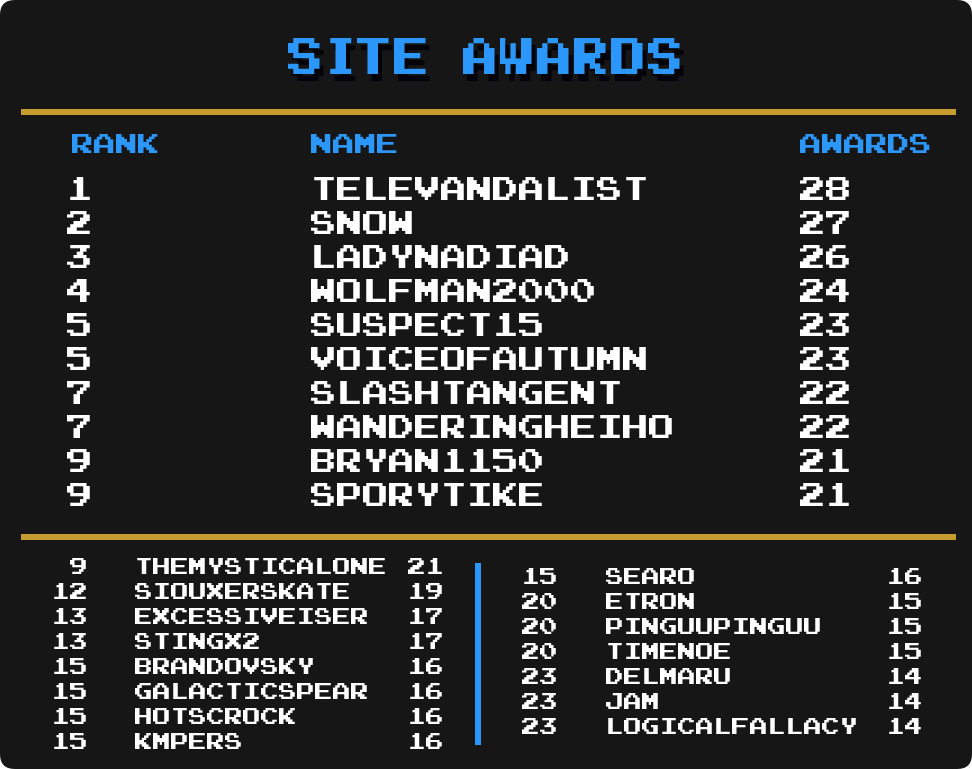 SITE AWARDS
RANK NAME AWARDS
1 TELEVANDALIST 28
2 SNOW 27
3 LADYNADIAD 26
4 WOLFMAN2000 24
5 SUSPECT15 23
5 VOICEOFAUTUMN 23
7 SLASHTANGENT 22
7 WANDERINGHEIHO 22
9 BRYAN1150 21
9 SPORYTIKE 21
9 THEMYSTICALONE 21
12 SIOUXERSKATE 19
13 EXCESSIVEISER 17
13 STINGX2 17
15 BRANDOVSKY 16
15 GALACTICSPEAR 16
15 HOTSCROCK 16
15 KMPERS 16
15 SEARO 16
20 ETRON 15
20 PINGUUPINGUU 15
20 TIMENOE 15
23 DELMARU 14
23 JAM 14
23 LOGICALFALLACY 14